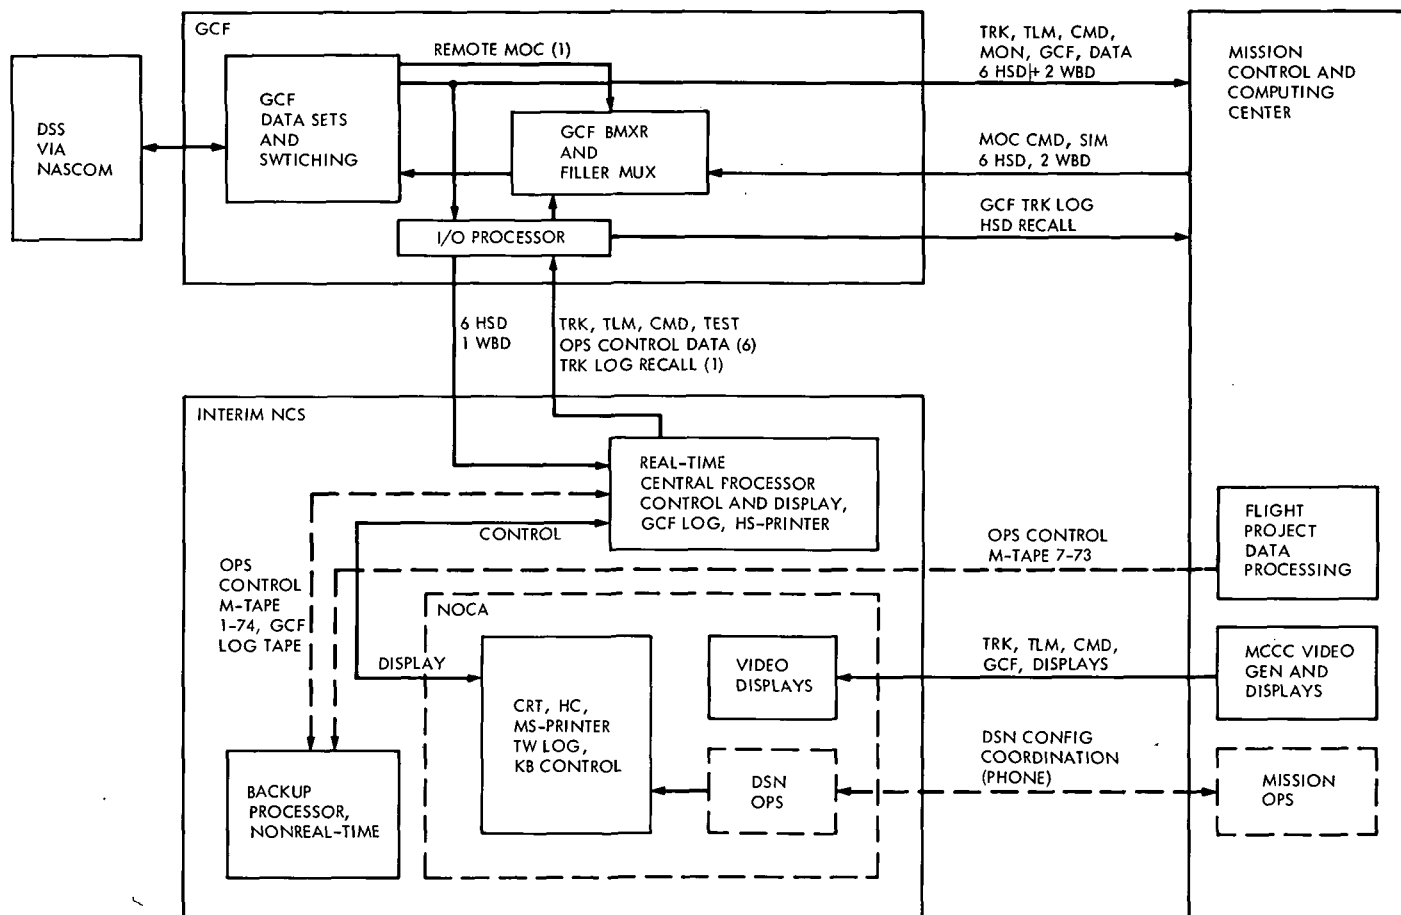 GCF
DSS
VIA
NASCOM
GCF
DATA SETS
AND
SWTICHING
REMOTE MOC (1)
GCF BMXR
AND
FILLER MUX
I/O PROCESSOR
TRK, TLM, CMD,
MON, GCF, DATA
6 HSD + 2 WBD
MOC CMD, SIM
6 HSD, 2 WBD
GCF TRK LOG
HSD RECALL
MISSION
CONTROL AND
COMPUTING
CENTER
6 HSD
1 WBD
TRK, TLM, CMD, TEST
OPS CONTROL DATA (6)
TRK LOG RECALL (1)
INTERIM NCS
REAL-TIME
CENTRAL PROCESSOR
CONTROL AND DISPLAY,
GCF LOG, HS-PRINTER
CONTROL
OPS
CONTROL
M-TAPE
1-74, GCF
LOG TAPE
OPS CONTROL
M-TAPE 7-73
FLIGHT
PROJECT
DATA
PROCESSING
NOCA
DISPLAY
CRT, HC,
MS-PRINTER
TW LOG,
KB CONTROL
VIDEO
DISPLAYS
TRK, TLM, CMD,
GCF, DISPLAYS
MCCC VIDEO
GEN AND
DISPLAYS
BACKUP
PROCESSOR,
NONREAL-TIME
DSN
OPS
DSN CONFIG
COORDINATION
(PHONE)
MISSION
OPS